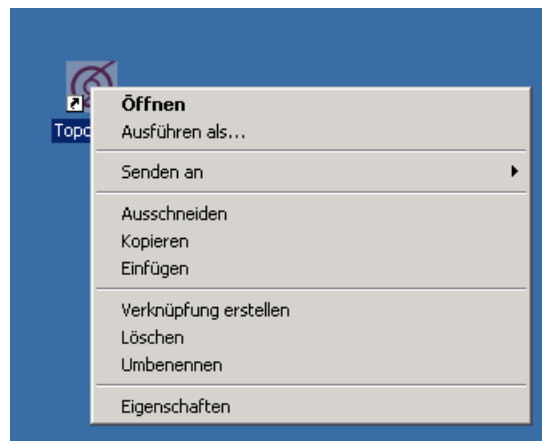 Öffnen
Topo
Ausführen als...
Senden an
Ausschneiden
Kopieren
Einfügen
Verknüpfung erstellen
Löschen
Umbenennen
Eigenschaften